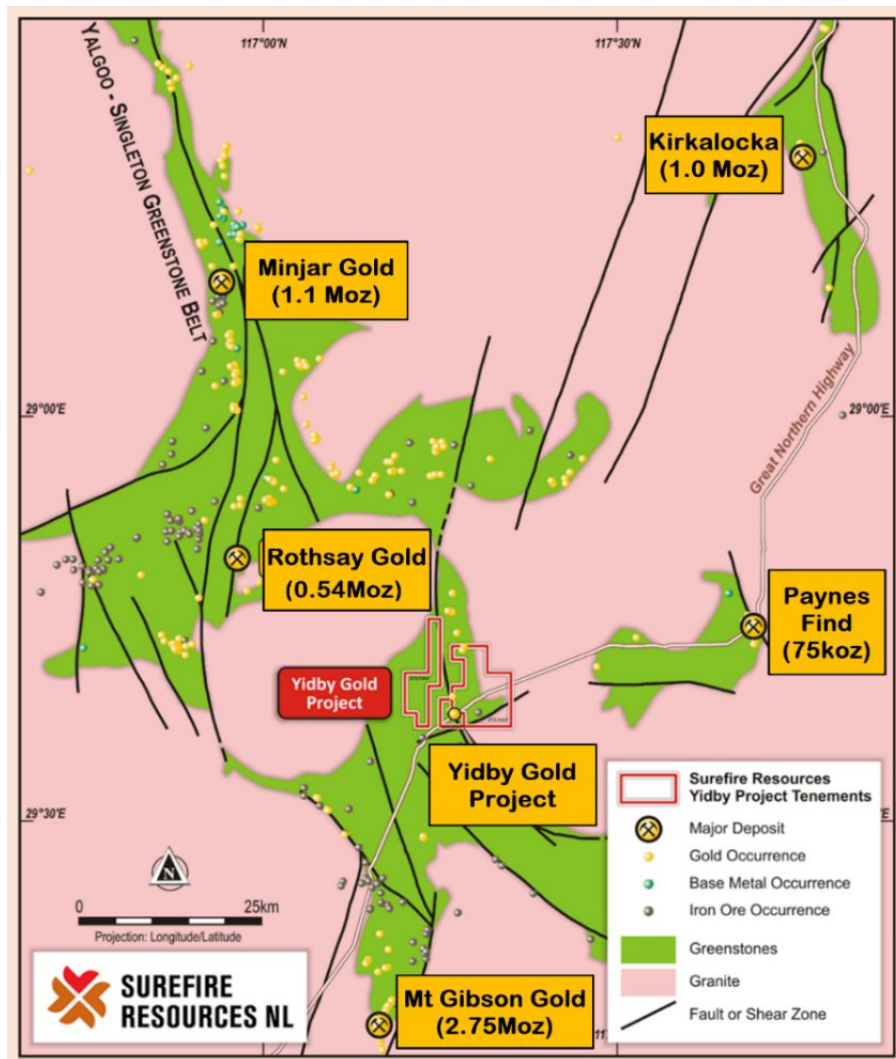 117°00'N
117°30'N
YALGOO - SINGLETON GREENSTONE BELT
Kirkalocka
(1.0 Moz)
Minjar Gold
(1.1 Moz)
Great Northern Highway
29°00'E
29°00'E
Rothsay Gold
(0.54Moz)
Paynes
Find
(75koz)
Yidby Gold
Project
Yidby Gold
Project
29°30'E
29°30'E
N
0
25km
Projection: Longitude/Latitude
SUREFIRE
RESOURCES NL
Mt Gibson Gold
(2.75Moz)
Surefire Resources
Yidby Project Tenements
Major Deposit
Gold Occurrence
Base Metal Occurrence
Iron Ore Occurrence
Greenstones
Granite
Fault or Shear Zone